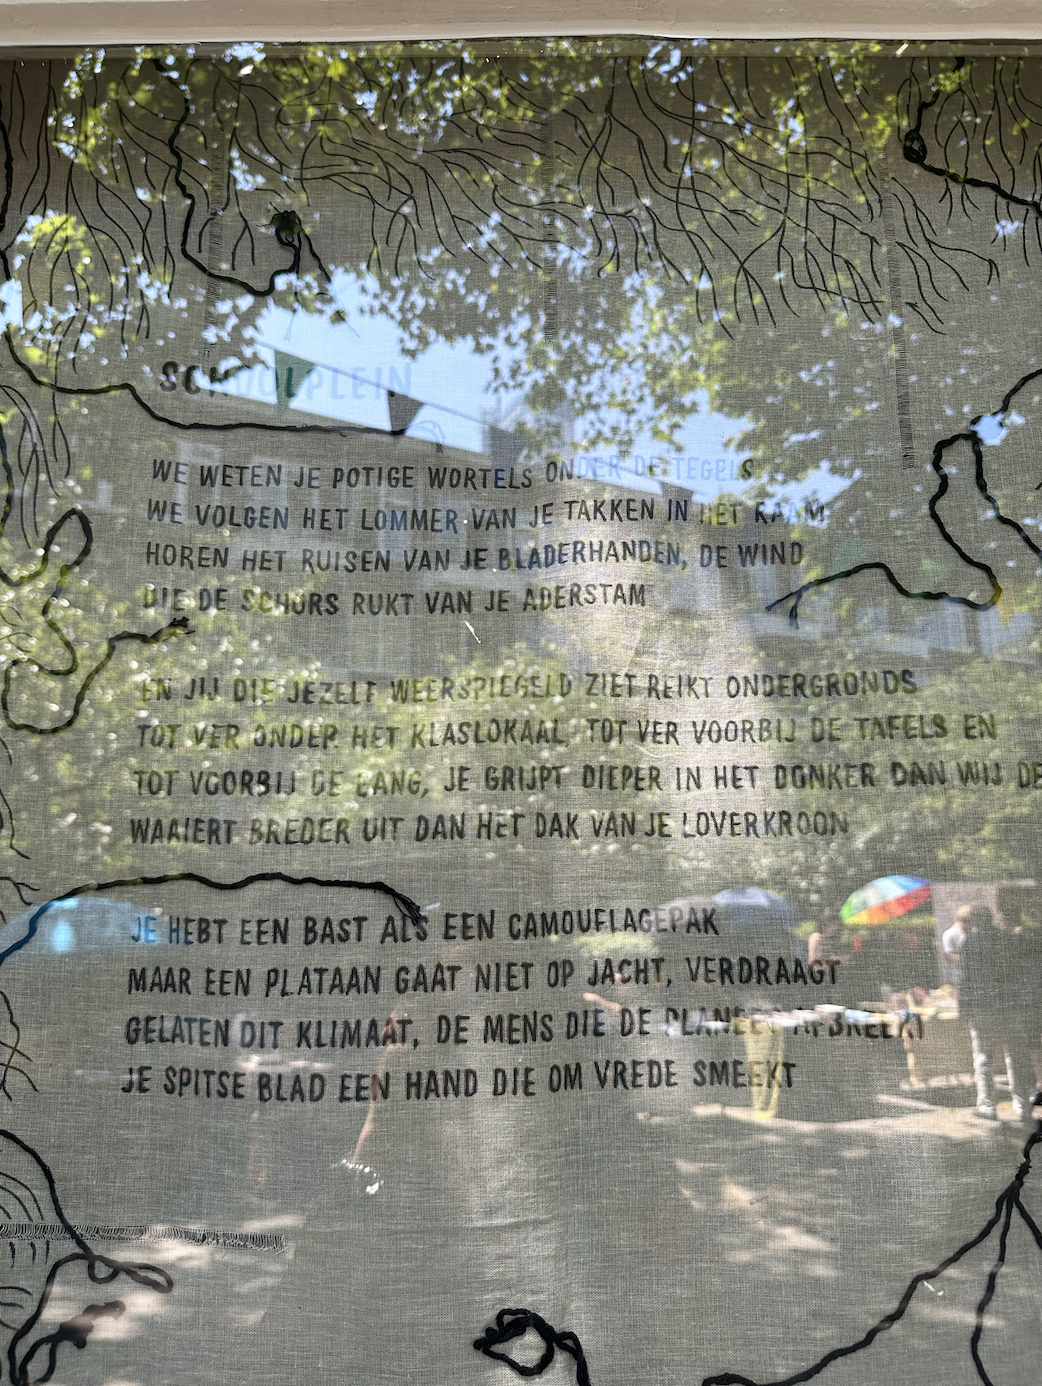 SCHOOLPLEIN
WE WETEN JE POTIGE WORTELS ONDER DE TEGELS
WE VOLGEN HET LOMMER VAN JE TAKKEN IN HET RAAM
HOREN HET RUISEN VAN JE BLADERHANDEN, DE WIND
DIE DE SCHORS RUKT VAN JE ADERSTAM
EN JIJ DIE JEZELF WEERSPIEGELD ZIET REIKT ONDERGRONDS
TOT VER ONDER HET KLASLOKAAL, TOT VER VOORBIJ DE TAFELS EN
TOT VOORBIJ DE GANG, JE GRIJPT DIEPER IN HET DONKER DAN WIJ DE
WAAIERT BREDER UIT DAN HET DAK VAN JE LOVERKROON
JE HEBT EEN BAST ALS EEN CAMOUFLAGEPAK
MAAR EEN PLATAAN GAAT NIET OP JACHT, VERDRAAGT
GELATEN DIT KLIMAAT, DE MENS DIE DE PLANEET
JE SPITSE BLAD EEN HAND DIE OM VREDE SMEEKT